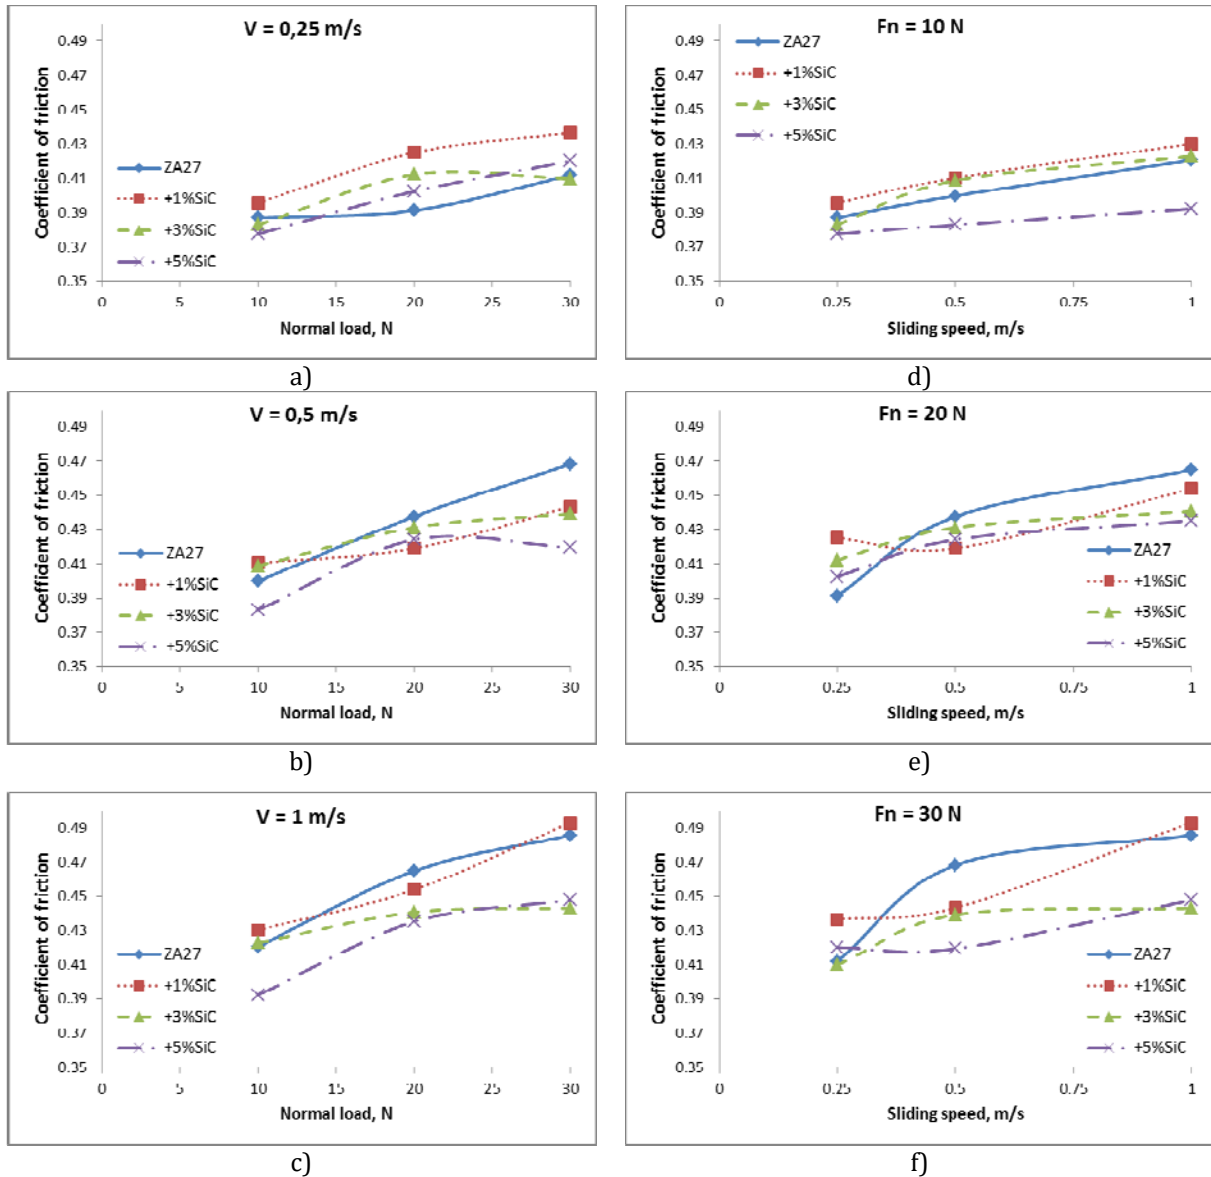 V = 0,25 m/s
0.49
0.47
0.45
0.43
0.41
0.39
0.37
0.35
Coefficient of friction
ZA27
+1%SiC
+3%SiC
+5%SiC
0 5 10 15 20 25 30
Normal load, N
a)
Fn = 10 N
0.49
0.47
0.45
0.43
0.41
0.39
0.37
0.35
Coefficient of friction
ZA27
+1%SiC
+3%SiC
+5%SiC
0 0.25 0.5 0.75 1
Sliding speed, m/s
d)
V = 0,5 m/s
0.49
0.47
0.45
0.43
0.41
0.39
0.37
0.35
Coefficient of friction
ZA27
+1%SiC
+3%SiC
+5%SiC
0 5 10 15 20 25 30
Normal load, N
b)
Fn = 20 N
0.49
0.47
0.45
0.43
0.41
0.39
0.37
0.35
Coefficient of friction
ZA27
+1%SiC
+3%SiC
+5%SiC
0 0.25 0.5 0.75 1
Sliding speed, m/s
e)
V = 1 m/s
0.49
0.47
0.45
0.43
0.41
0.39
0.37
0.35
Coefficient of friction
ZA27
+1%SiC
+3%SiC
+5%SiC
0 5 10 15 20 25 30
Normal load, N
c)
Fn = 30 N
0.49
0.47
0.45
0.43
0.41
0.39
0.37
0.35
Coefficient of friction
ZA27
+1%SiC
+3%SiC
+5%SiC
0 0.25 0.5 0.75 1
Sliding speed, m/s
f)